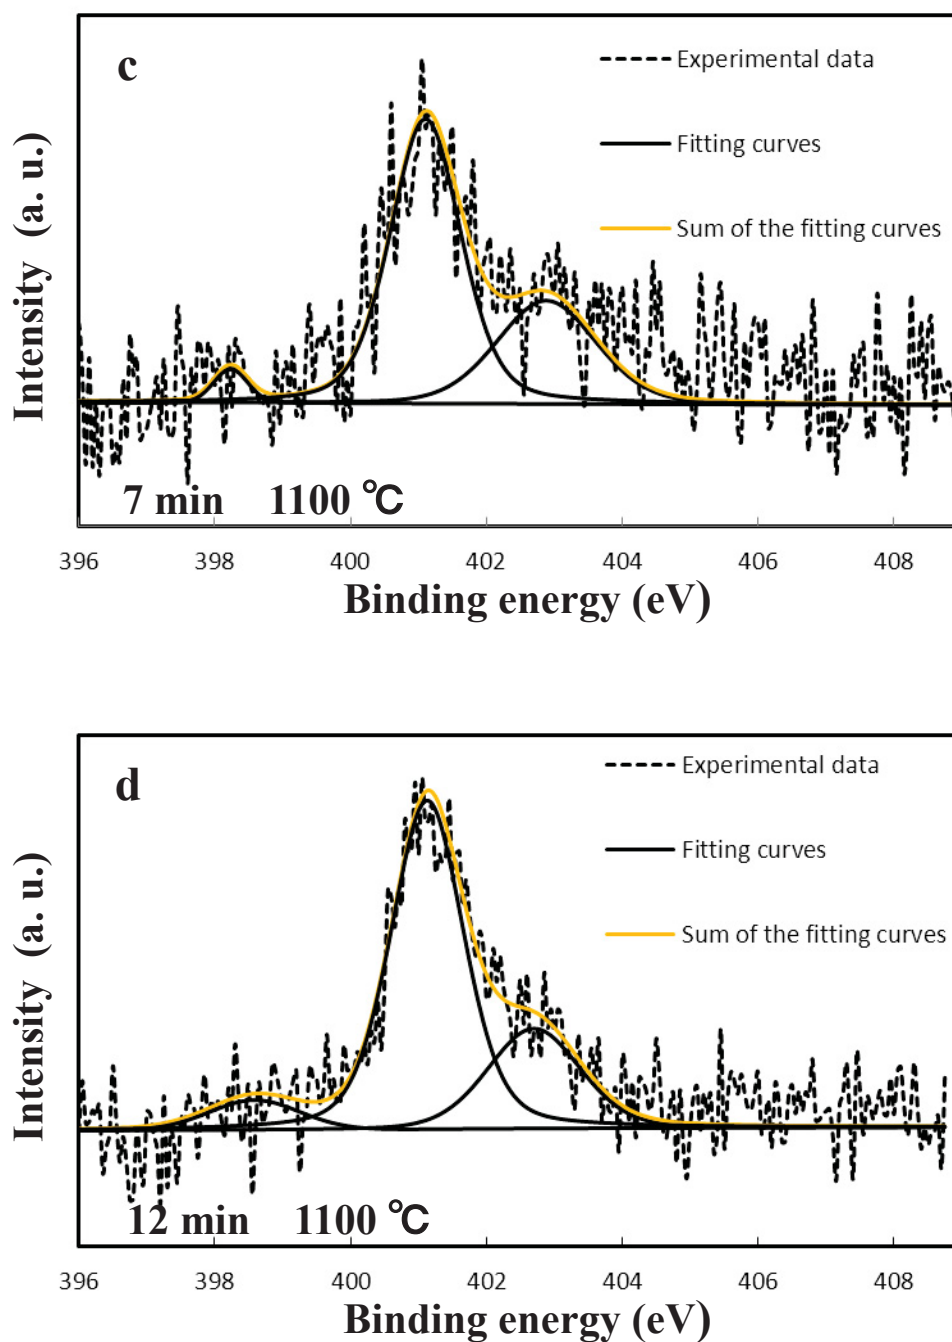 c
Experimental data
Fitting curves
Sum of the fitting curves
Intensity (a. u.)
7 min 1100 ℃
396 398 400 402 404 406 408
Binding energy (eV)
d
Experimental data
Fitting curves
Sum of the fitting curves
Intensity (a. u.)
12 min 1100 ℃
396 398 400 402 404 406 408
Binding energy (eV)